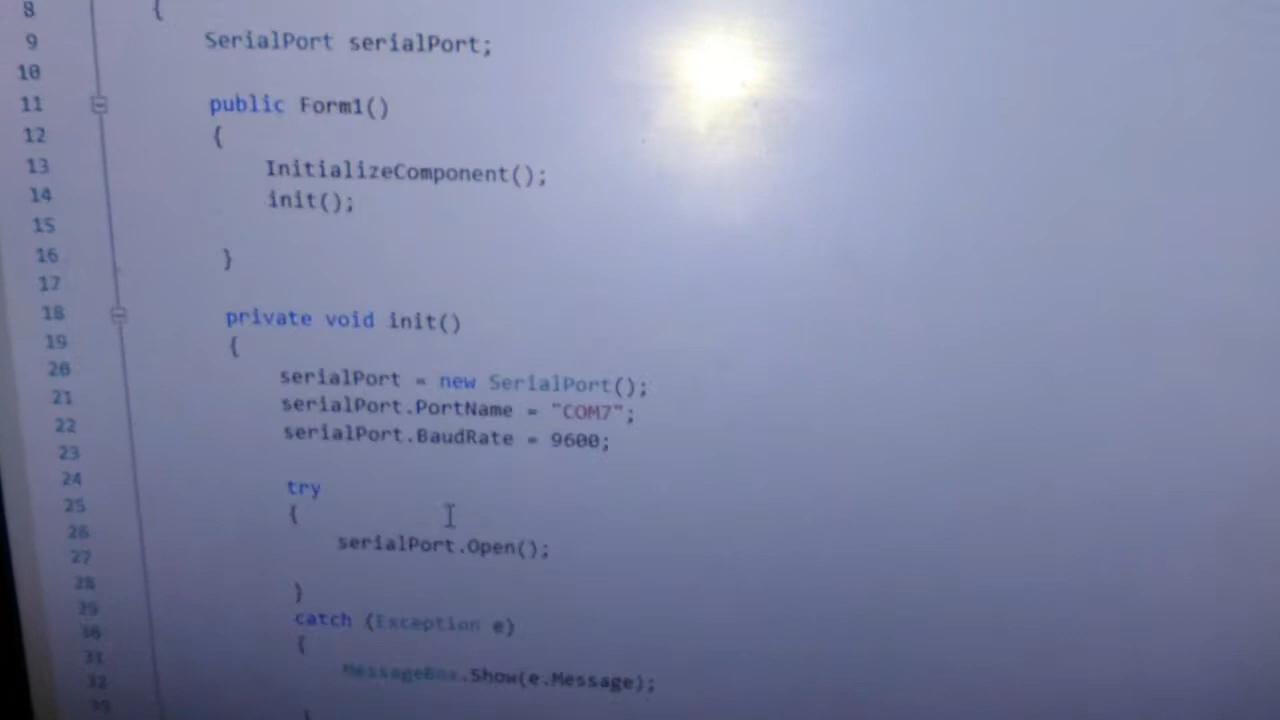 8 {
9 SerialPort serialPort;
10
11 public Form1()
12 {
13 InitializeComponent();
14 init();
15
16 }
17
18 private void init()
19 {
20 serialPort = new SerialPort();
21 serialPort.PortName = "COM7";
22 serialPort.BaudRate = 9600;
23
24 try
25 {
26 serialPort.Open();
27
28 }
29 catch (Exception e)
30 {
31 MessageBox.Show(e.Message);
32
33 }